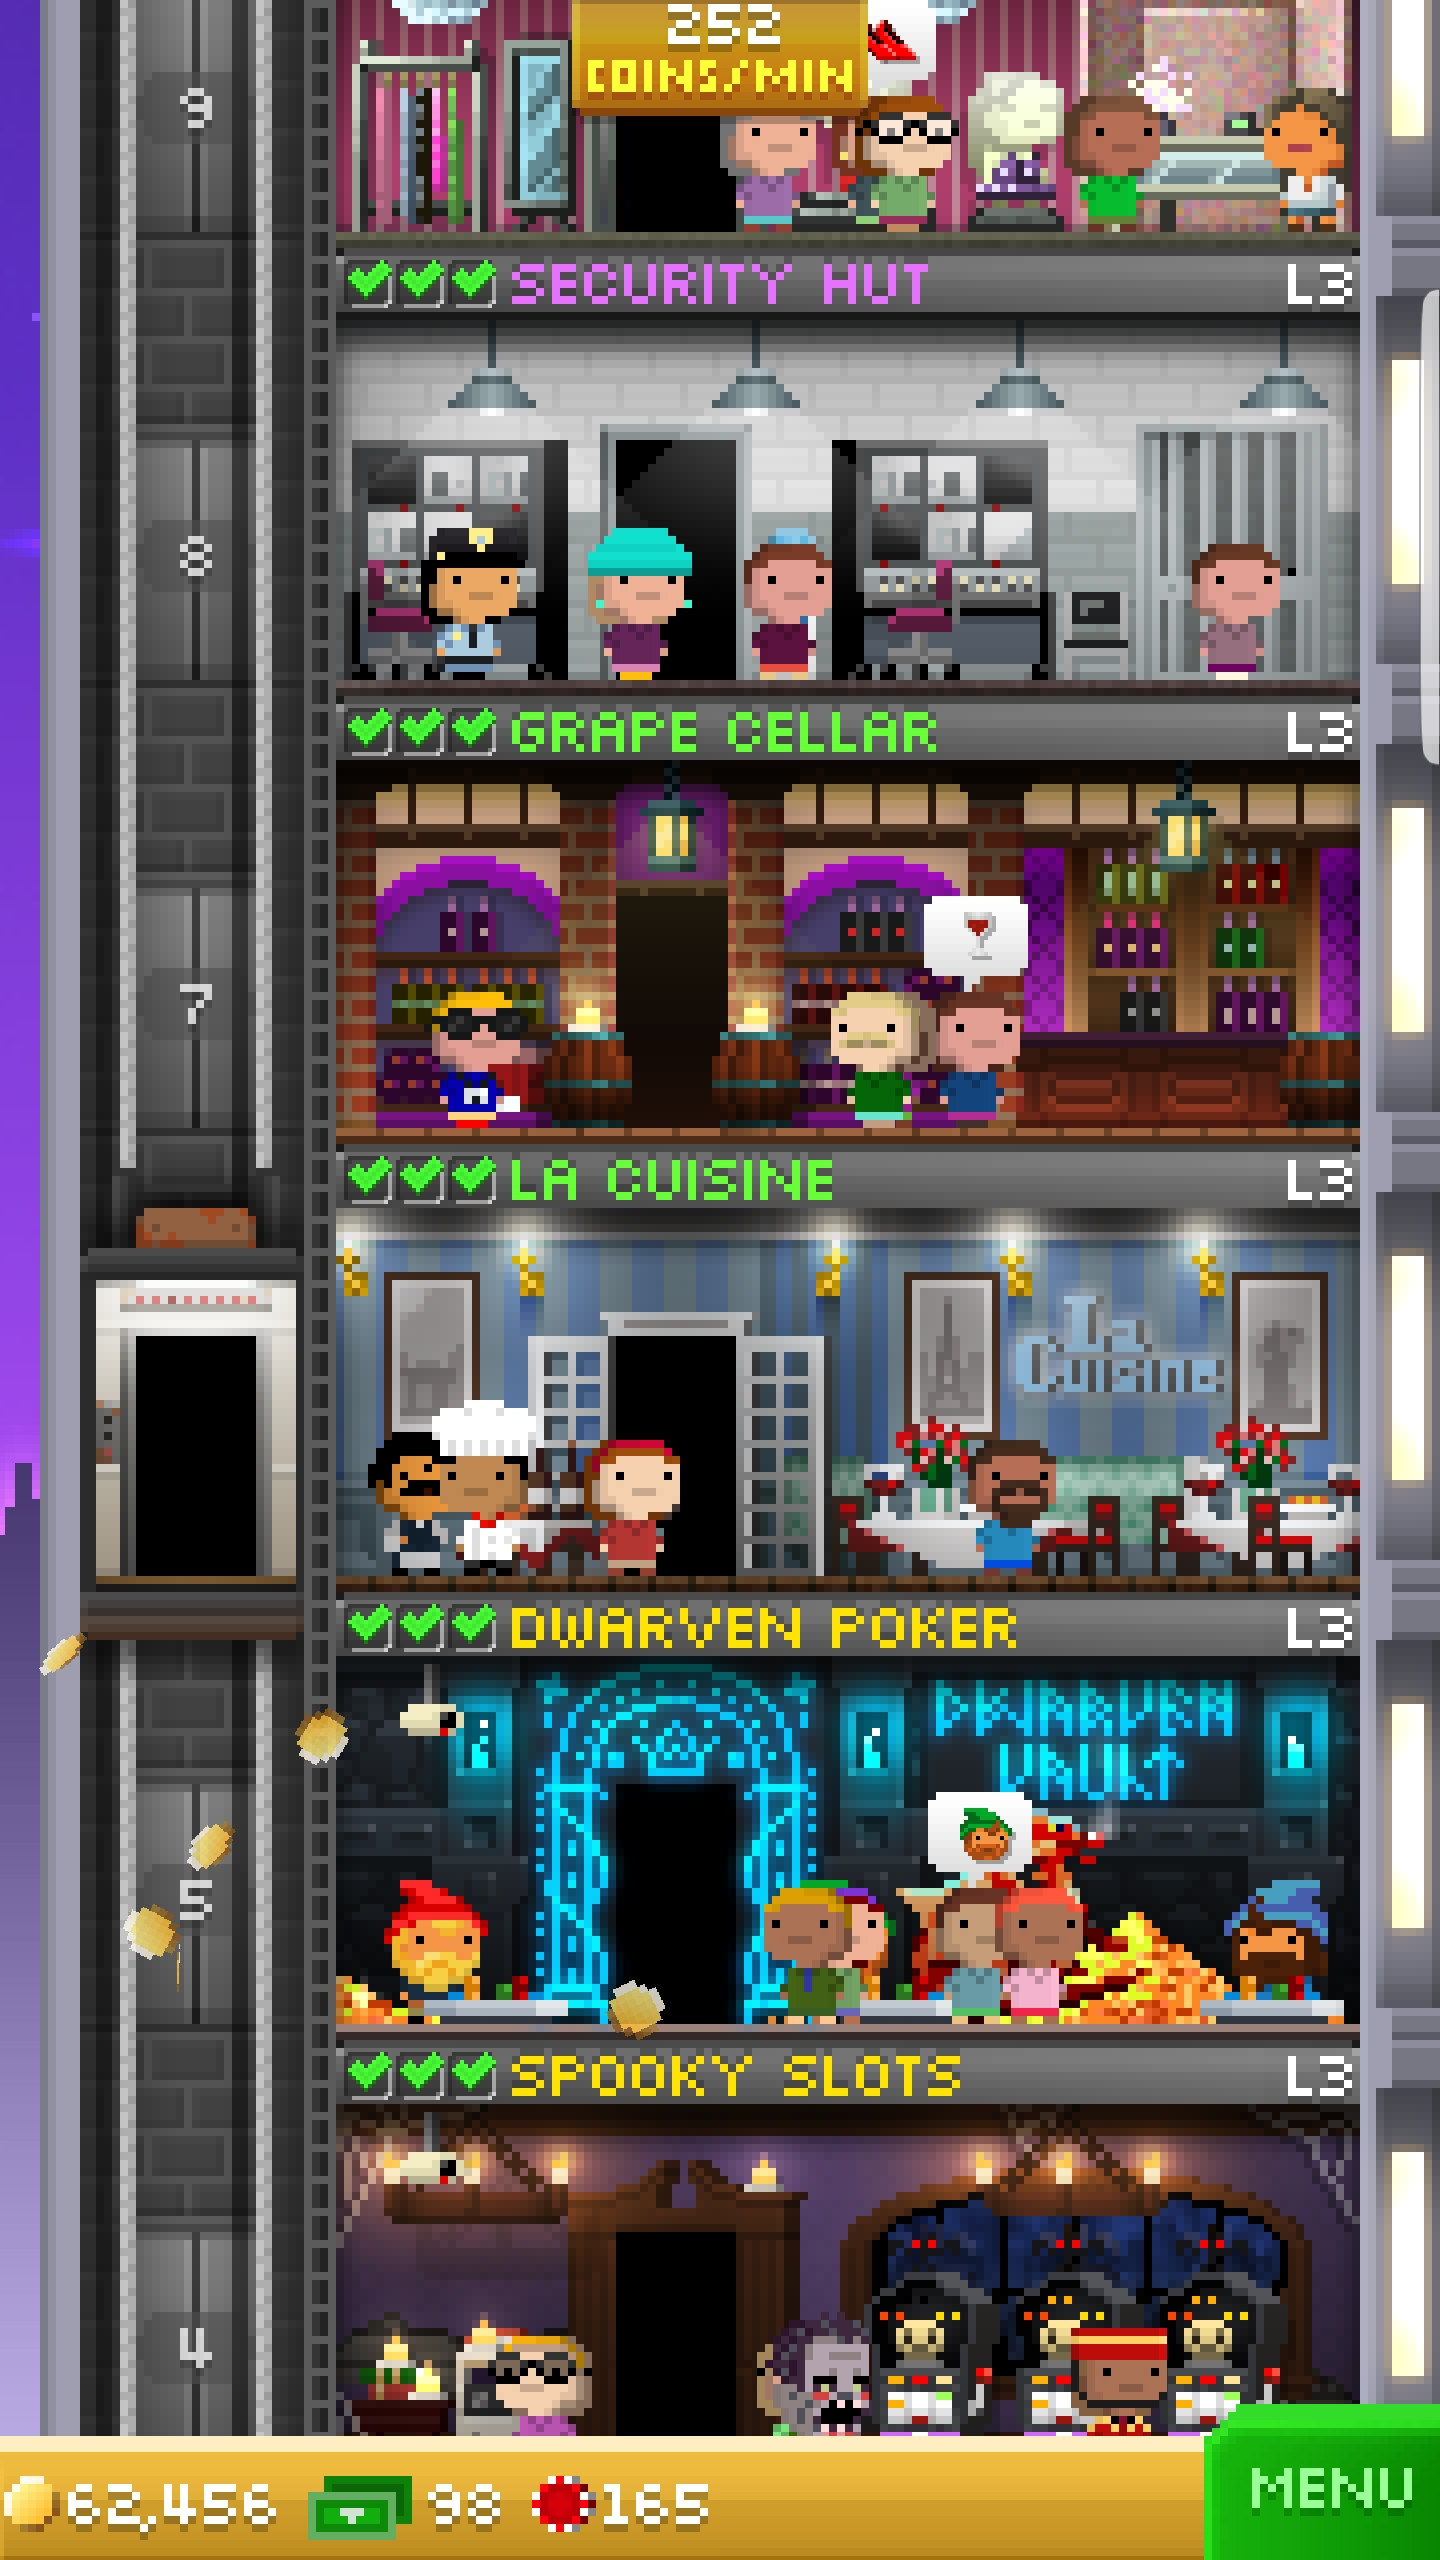 252
COINS/MIN
9
SECURITY HUT L3
8
GRAPE CELLAR L3
7
LA CUISINE L3
La
Cuisine
DWARVEN POKER L3
DWARVEN
VAULT
5
SPOOKY SLOTS L3
4
62,456 98 165
MENU